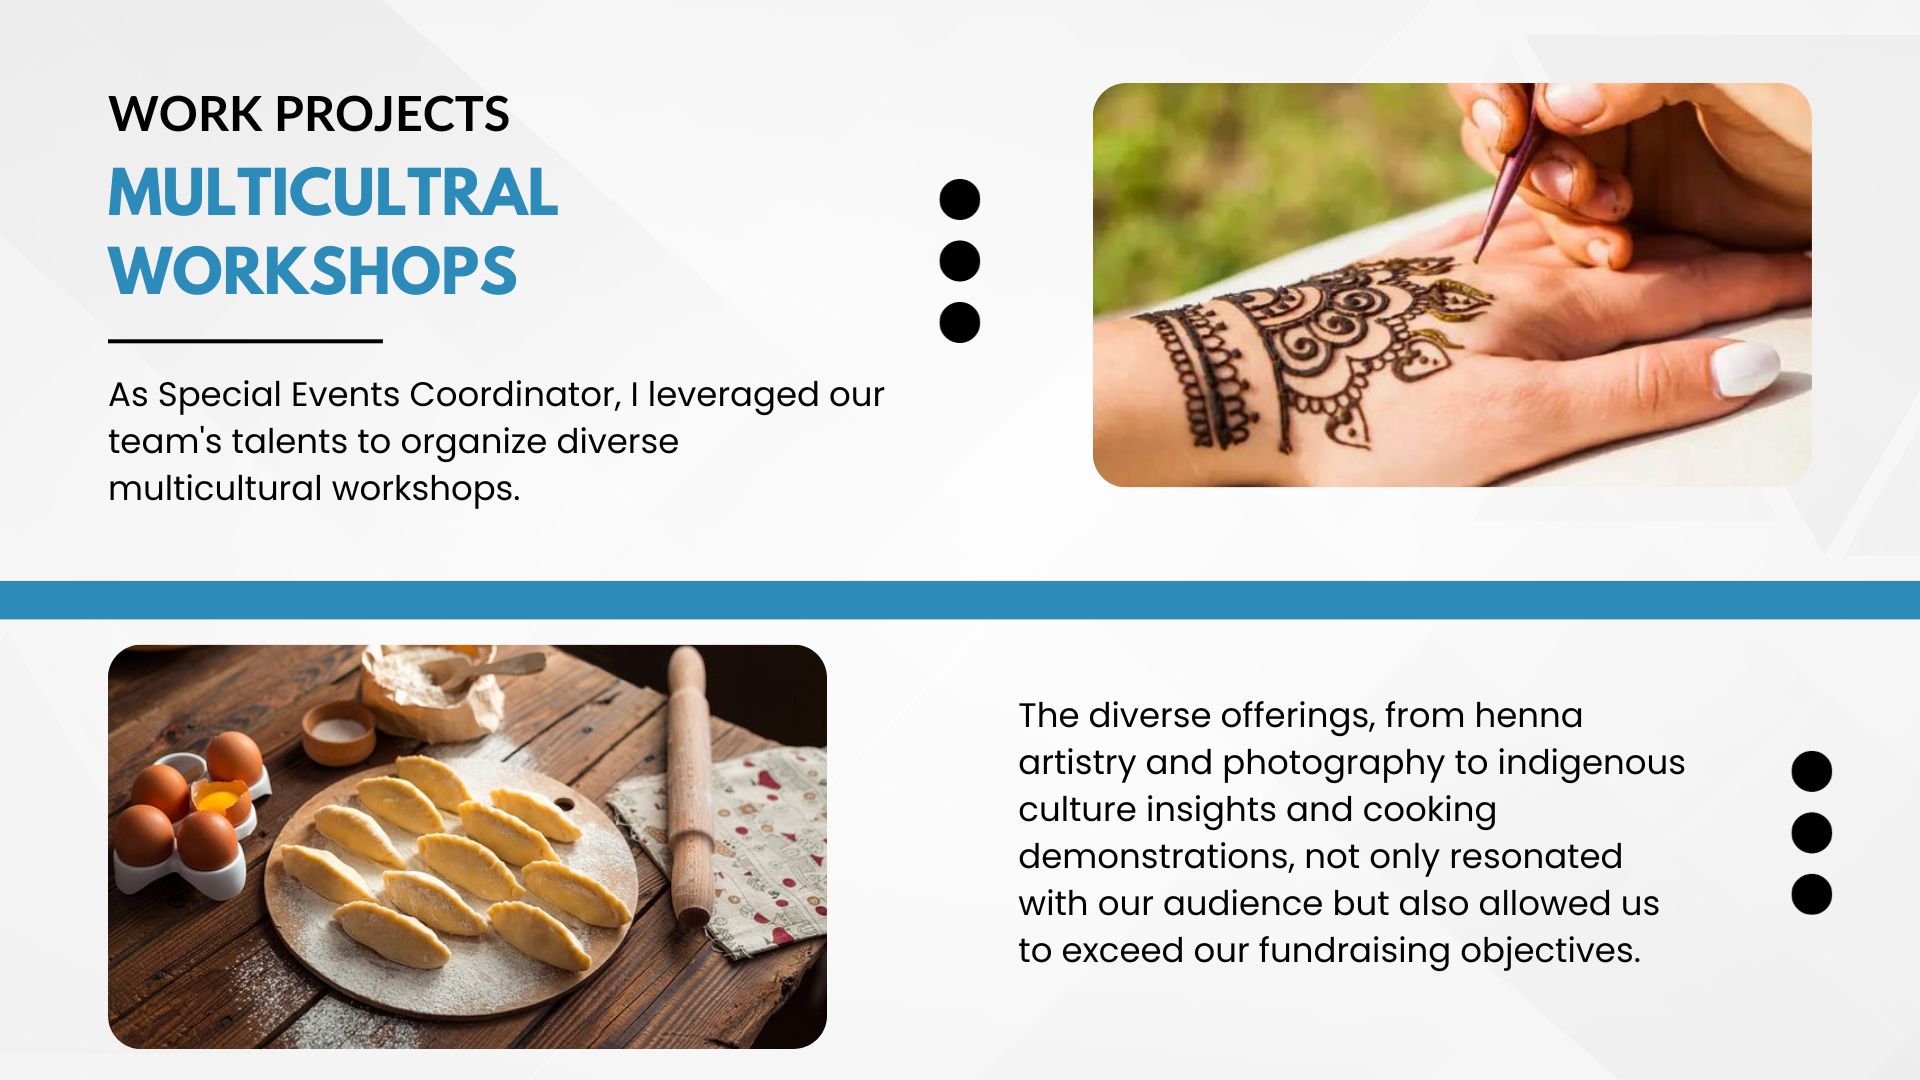 WORK PROJECTS
MULTICULTRAL
WORKSHOPS
As Special Events Coordinator, I leveraged our
team's talents to organize diverse
multicultural workshops.
The diverse offerings, from henna
artistry and photography to indigenous
culture insights and cooking
demonstrations, not only resonated
with our audience but also allowed us
to exceed our fundraising objectives.